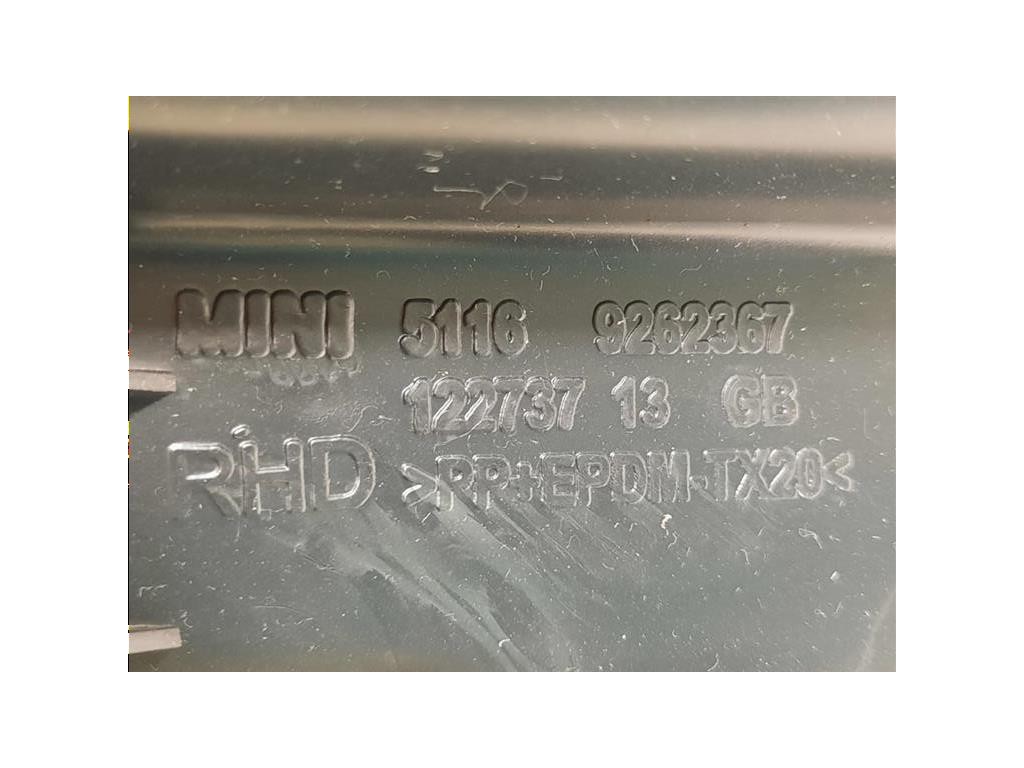 MINI 5116 9262367
122737 13 GB
RHD >PP+EPDM-TX20<